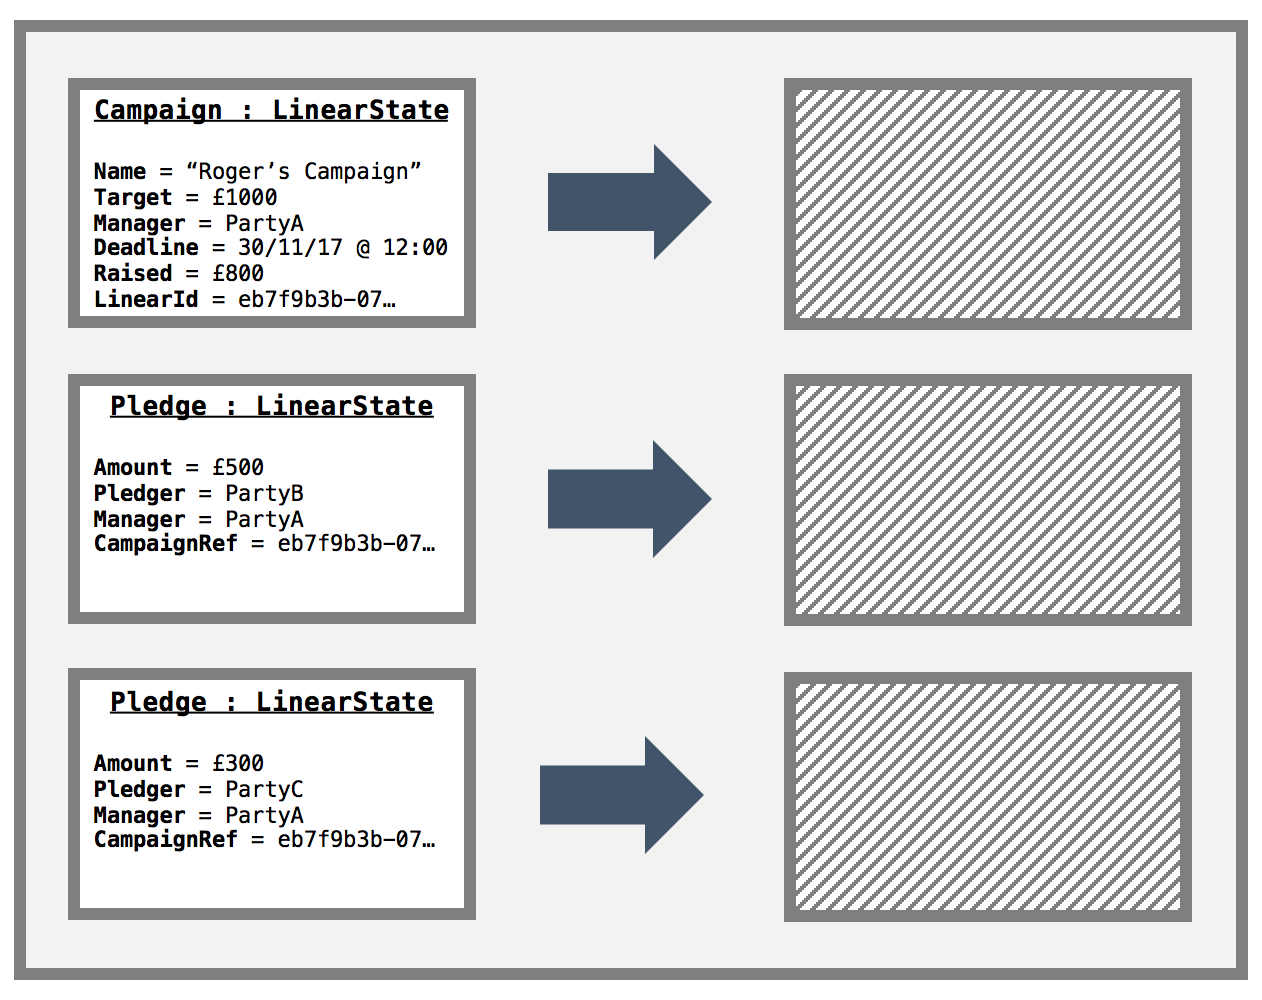 Campaign : LinearState
Name = “Roger’s Campaign”
Target = £1000
Manager = PartyA
Deadline = 30/11/17 @ 12:00
Raised = £800
LinearId = eb7f9b3b-07…
Pledge : LinearState
Amount = £500
Pledger = PartyB
Manager = PartyA
CampaignRef = eb7f9b3b-07…
Pledge : LinearState
Amount = £300
Pledger = PartyC
Manager = PartyA
CampaignRef = eb7f9b3b-07…